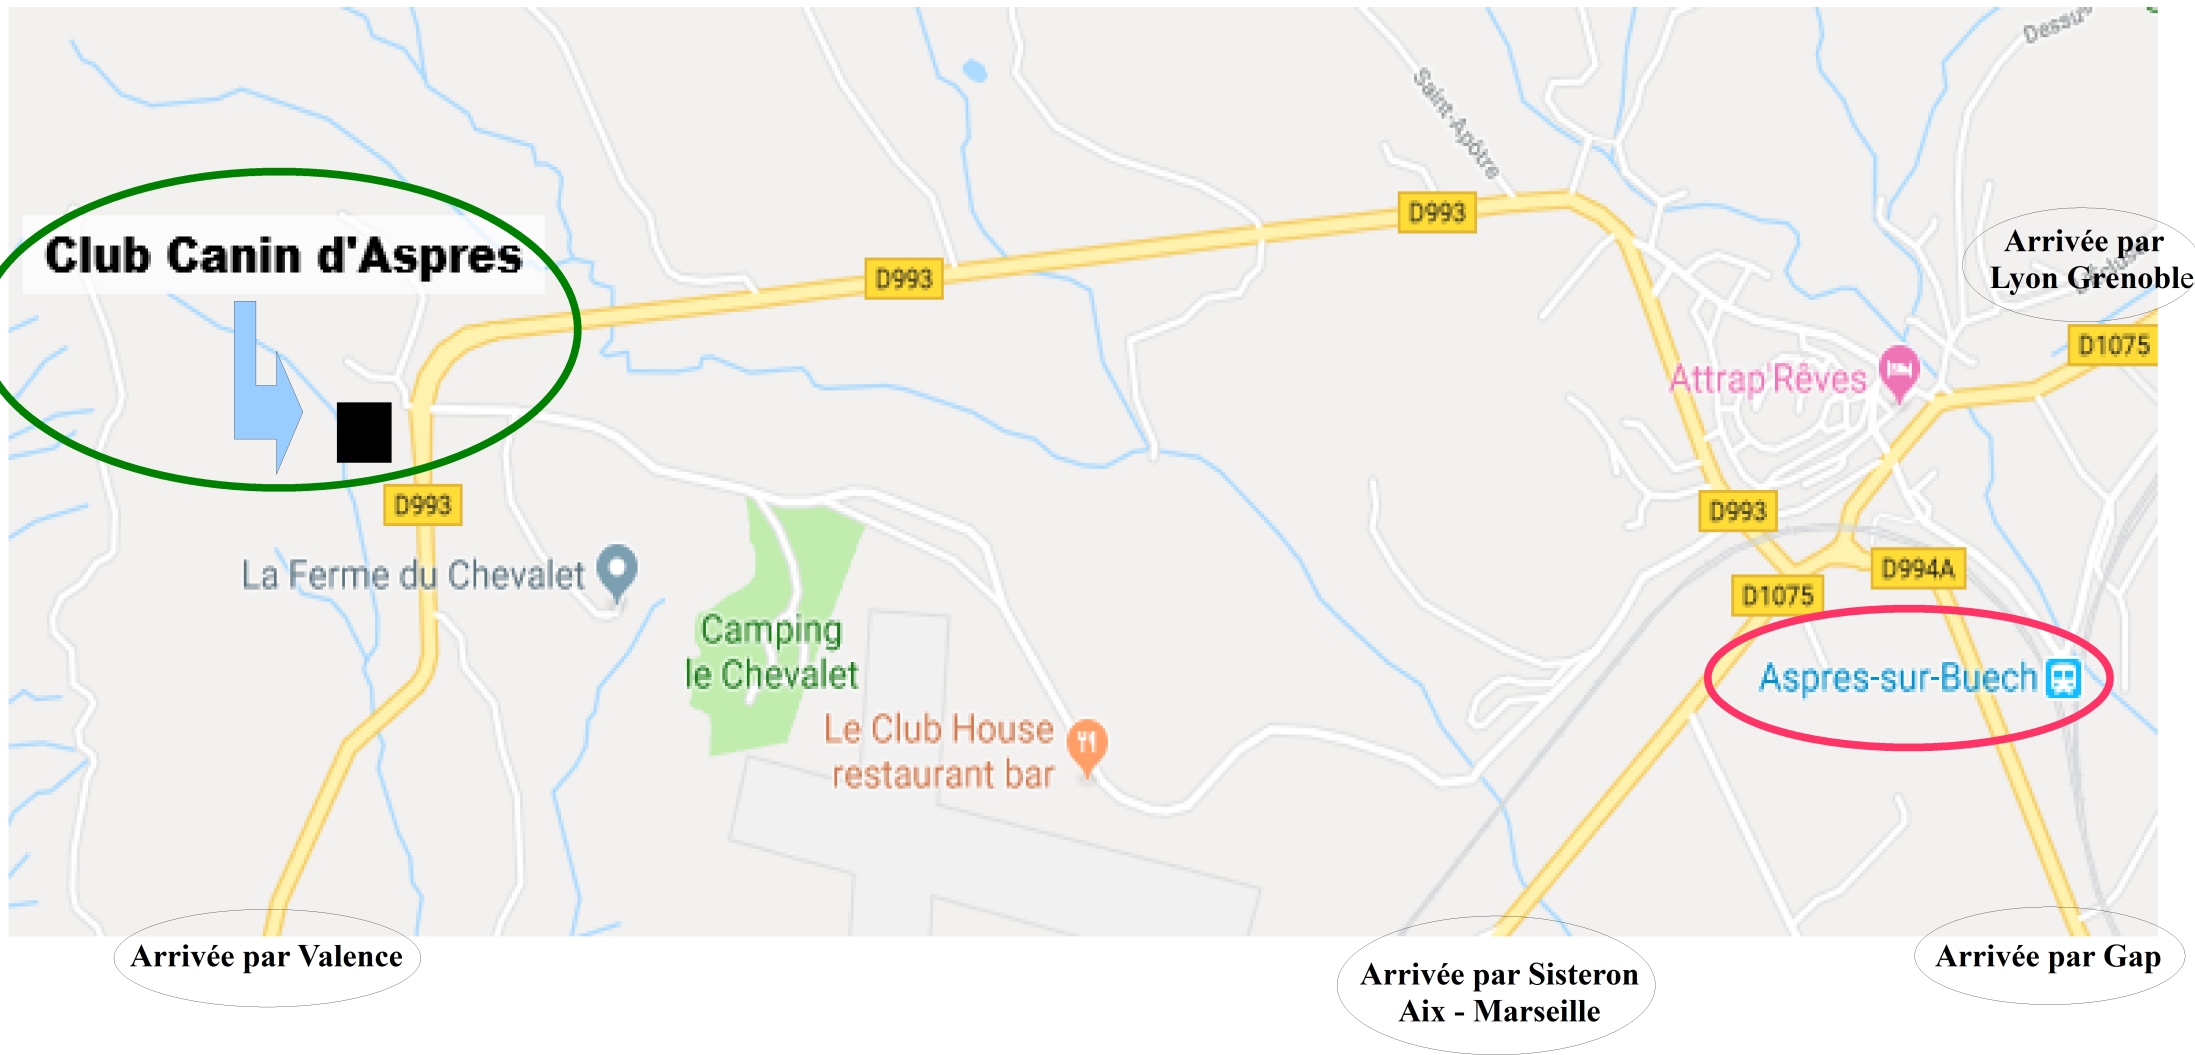 Dessus
Saint-Apôtre
D993
Arrivée par
Lyon Grenoble
Club Canin d'Aspres
D993
D1075
Attrap'Rêves
D993
D993
D994A
La Ferme du Chevalet
D1075
Camping
le Chevalet
Aspres-sur-Buech
Le Club House
restaurant bar
Arrivée par Valence
Arrivée par Gap
Arrivée par Sisteron
Aix - Marseille